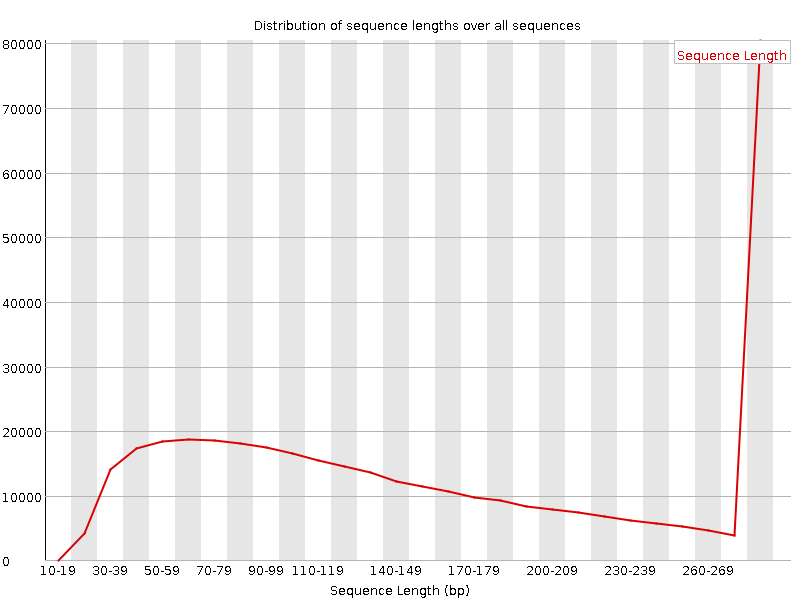 Distribution of sequence lengths over all sequences
Sequence Length
80000
70000
60000
50000
40000
30000
20000
10000
0
10-19 30-39 50-59 70-79 90-99 110-119 140-149 170-179 200-209 230-239 260-269
Sequence Length (bp)